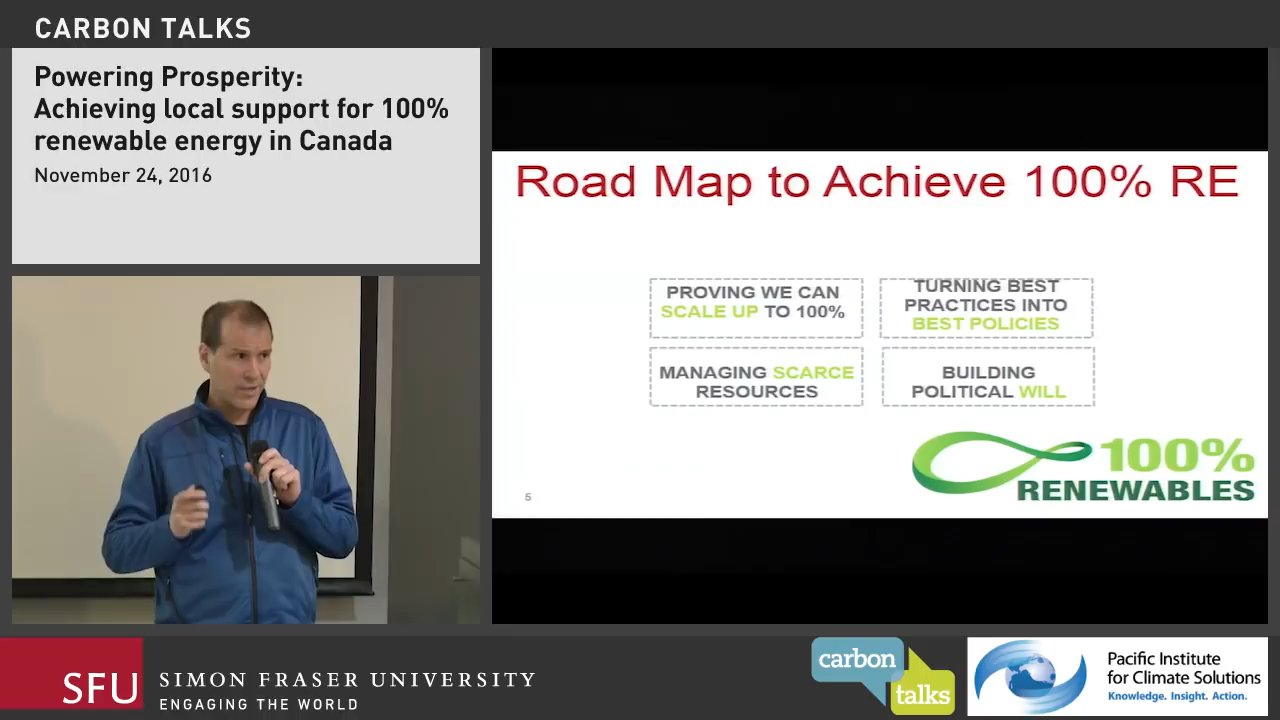 CARBON TALKS
Powering Prosperity:
Achieving local support for 100%
renewable energy in Canada
November 24, 2016
Road Map to Achieve 100% RE
PROVING WE CAN
SCALE UP TO 100%
TURNING BEST
PRACTICES INTO
BEST POLICIES
MANAGING SCARCE
RESOURCES
BUILDING
POLITICAL WILL
100%
RENEWABLES
5
SFU
SIMON FRASER UNIVERSITY
ENGAGING THE WORLD
carbon
talks
Pacific Institute
for Climate Solutions
Knowledge. Insight. Action.